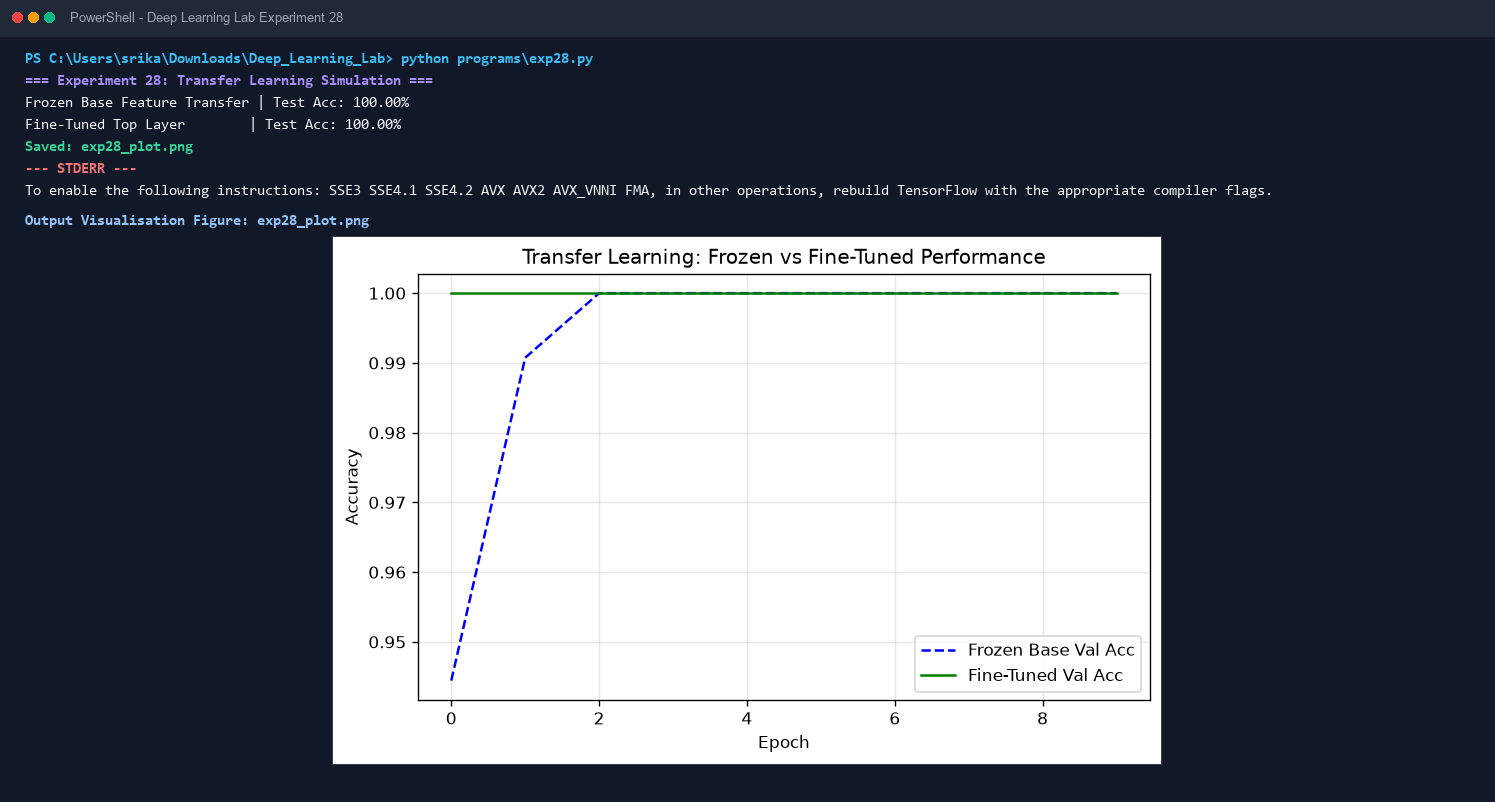 PowerShell - Deep Learning Lab Experiment 28
PS C:\Users\srika\Downloads\Deep_Learning_Lab> python programs\exp28.py
=== Experiment 28: Transfer Learning Simulation ===
Frozen Base Feature Transfer | Test Acc: 100.00%
Fine-Tuned Top Layer        | Test Acc: 100.00%
Saved: exp28_plot.png
--- STDERR ---
To enable the following instructions: SSE3 SSE4.1 SSE4.2 AVX AVX2 AVX_VNNI FMA, in other operations, rebuild TensorFlow with the appropriate compiler flags.
Output Visualisation Figure: exp28_plot.png
Transfer Learning: Frozen vs Fine-Tuned Performance
1.00
0.99
0.98
0.97
0.96
0.95
Accuracy
Frozen Base Val Acc
Fine-Tuned Val Acc
0 2 4 6 8
Epoch